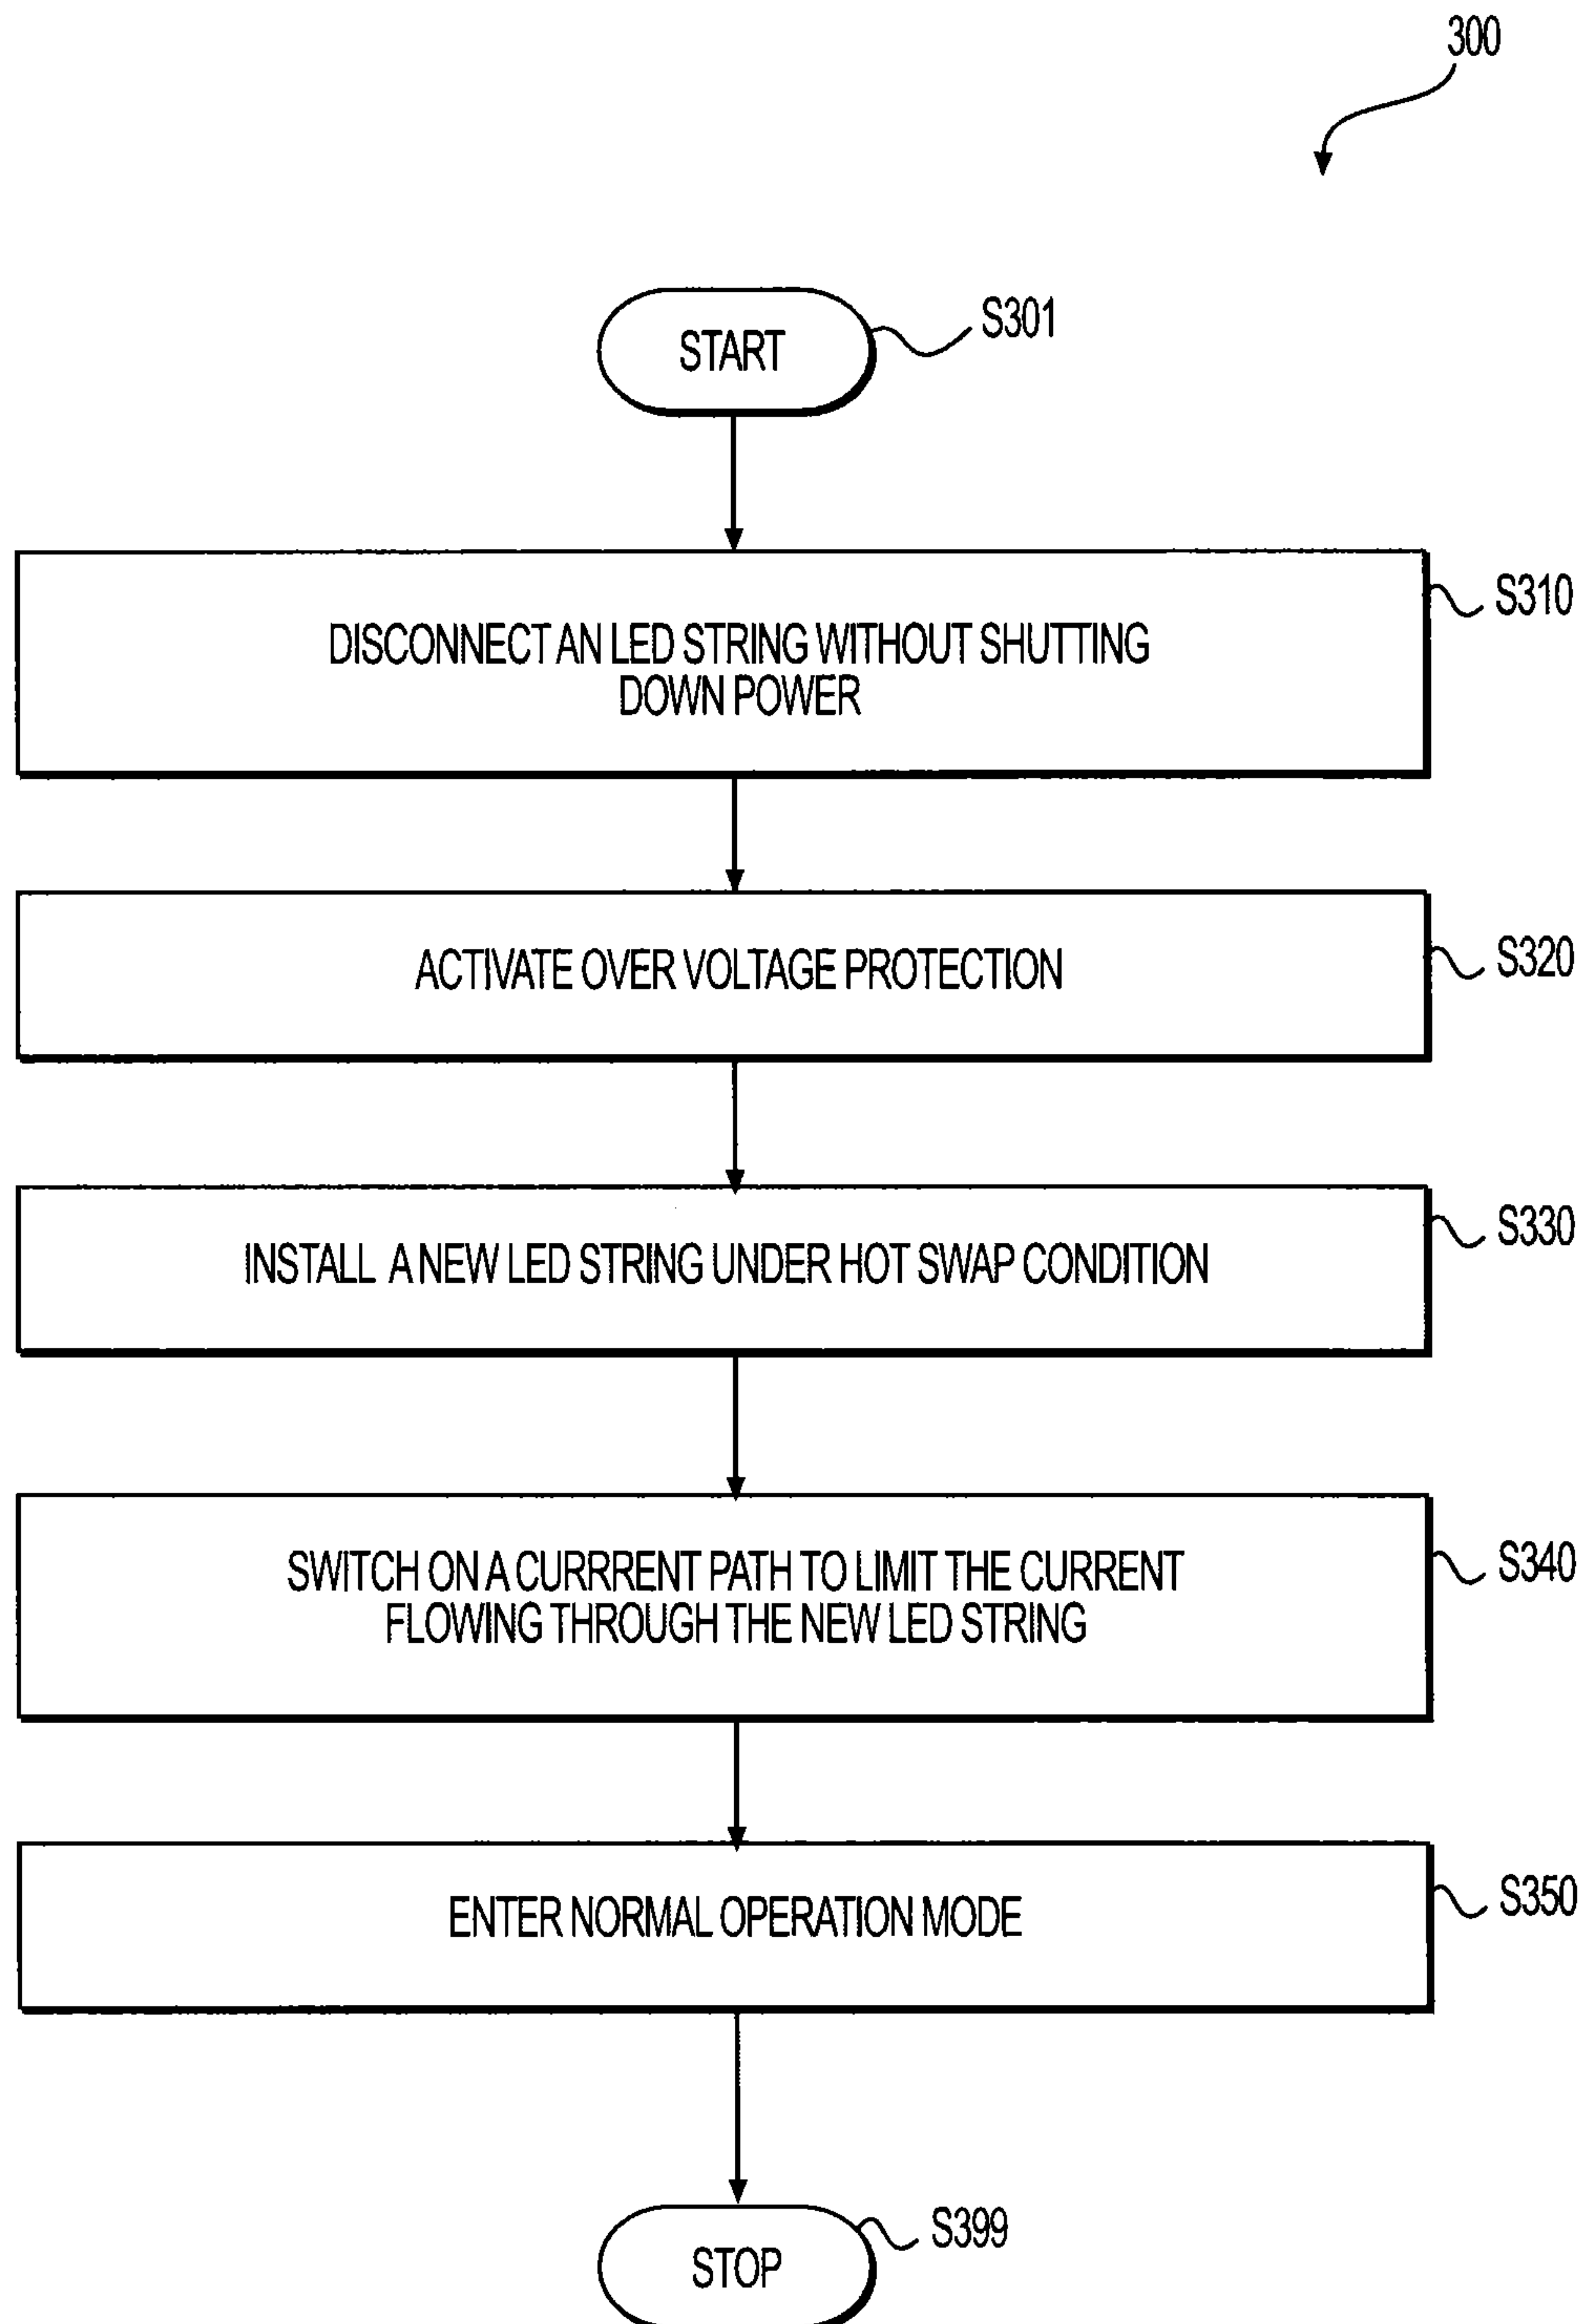 300
START
S301
DISCONNECT AN LED STRING WITHOUT SHUTTING
DOWN POWER
S310
ACTIVATE OVER VOLTAGE PROTECTION
S320
INSTALL A NEW LED STRING UNDER HOT SWAP CONDITION
S330
SWITCH ON A CURRRENT PATH TO LIMIT THE CURRENT
FLOWING THROUGH THE NEW LED STRING
S340
ENTER NORMAL OPERATION MODE
S350
STOP
S399